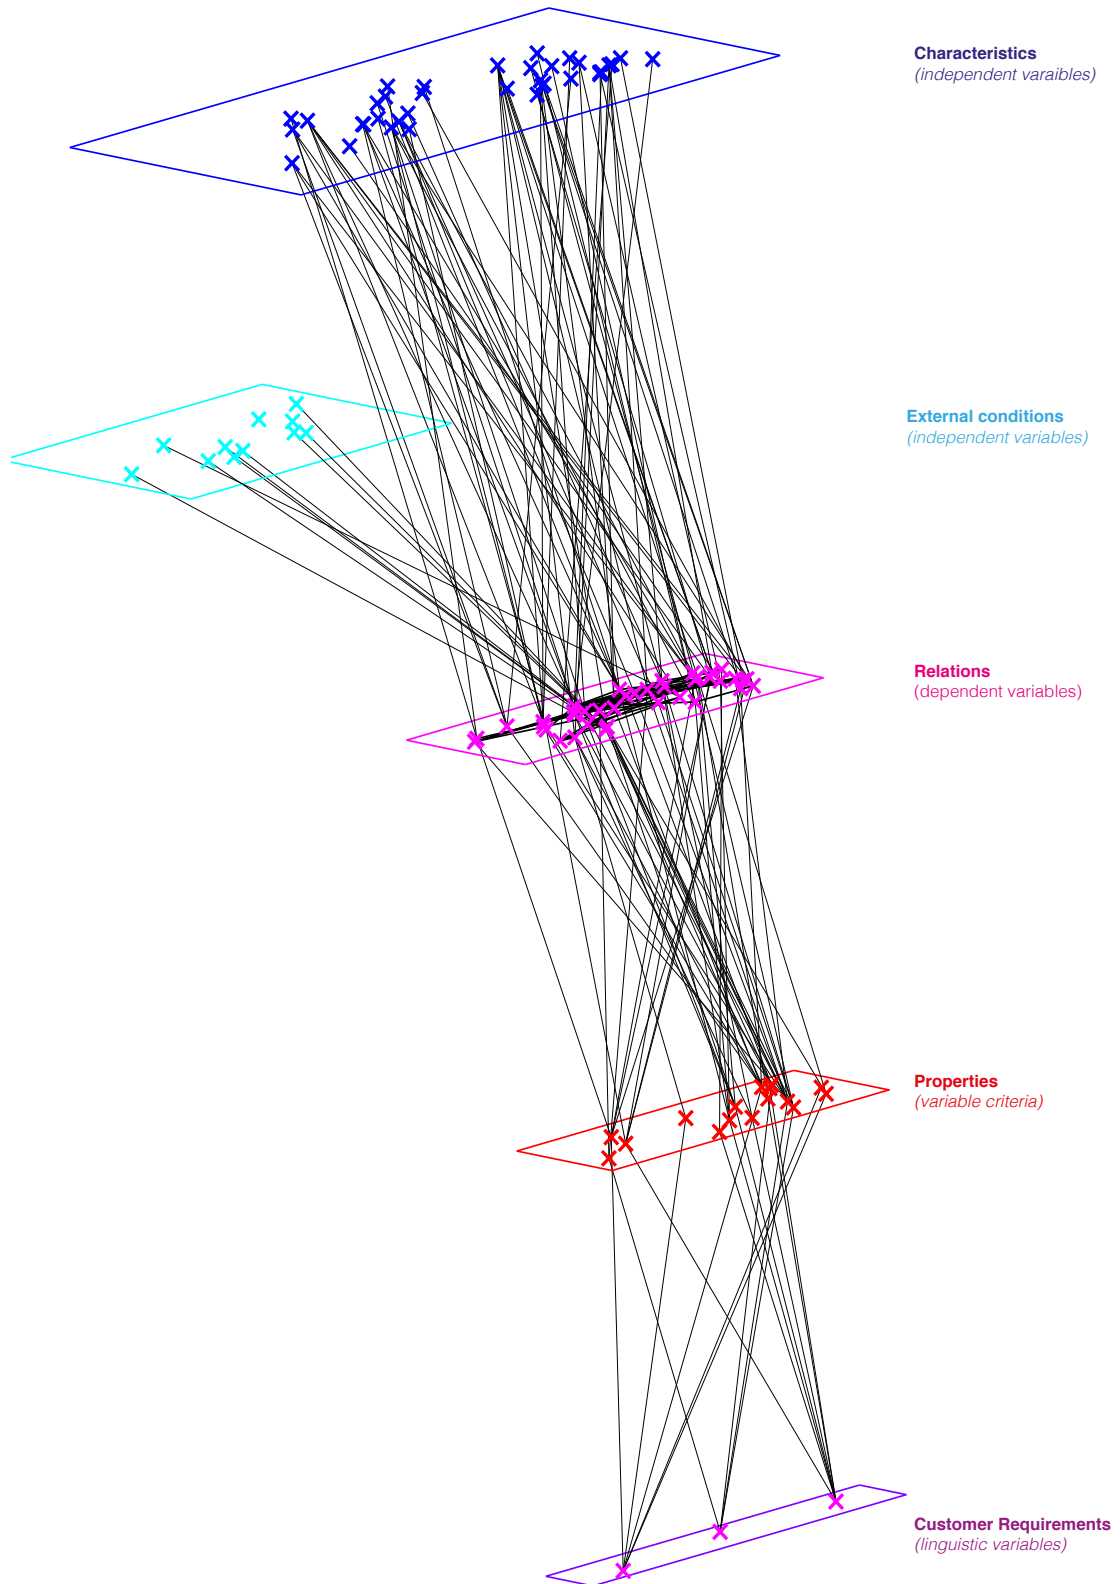 Characteristics
(independent varaibles)
External conditions
(independent variables)
Relations
(dependent variables)
Properties
(variable criteria)
Customer Requirements
(linguistic variables)